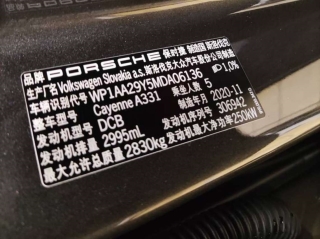 品牌 PORSCHE 保时捷 制造国 斯洛伐克
生产厂名 Volkswagen Slovakia a.s. 斯洛伐克大众汽车股份公司制造
车辆识别代号 WP1AA29Y5MDA06136 1,0%
整车型号 Cayenne A331 乘坐人数 5
发动机型号 DCB 制造年月 2020-11
发动机排量 2995mL 发动机序列号 306942
最大允许总质量 2830kg 发动机最大净功率 250kW